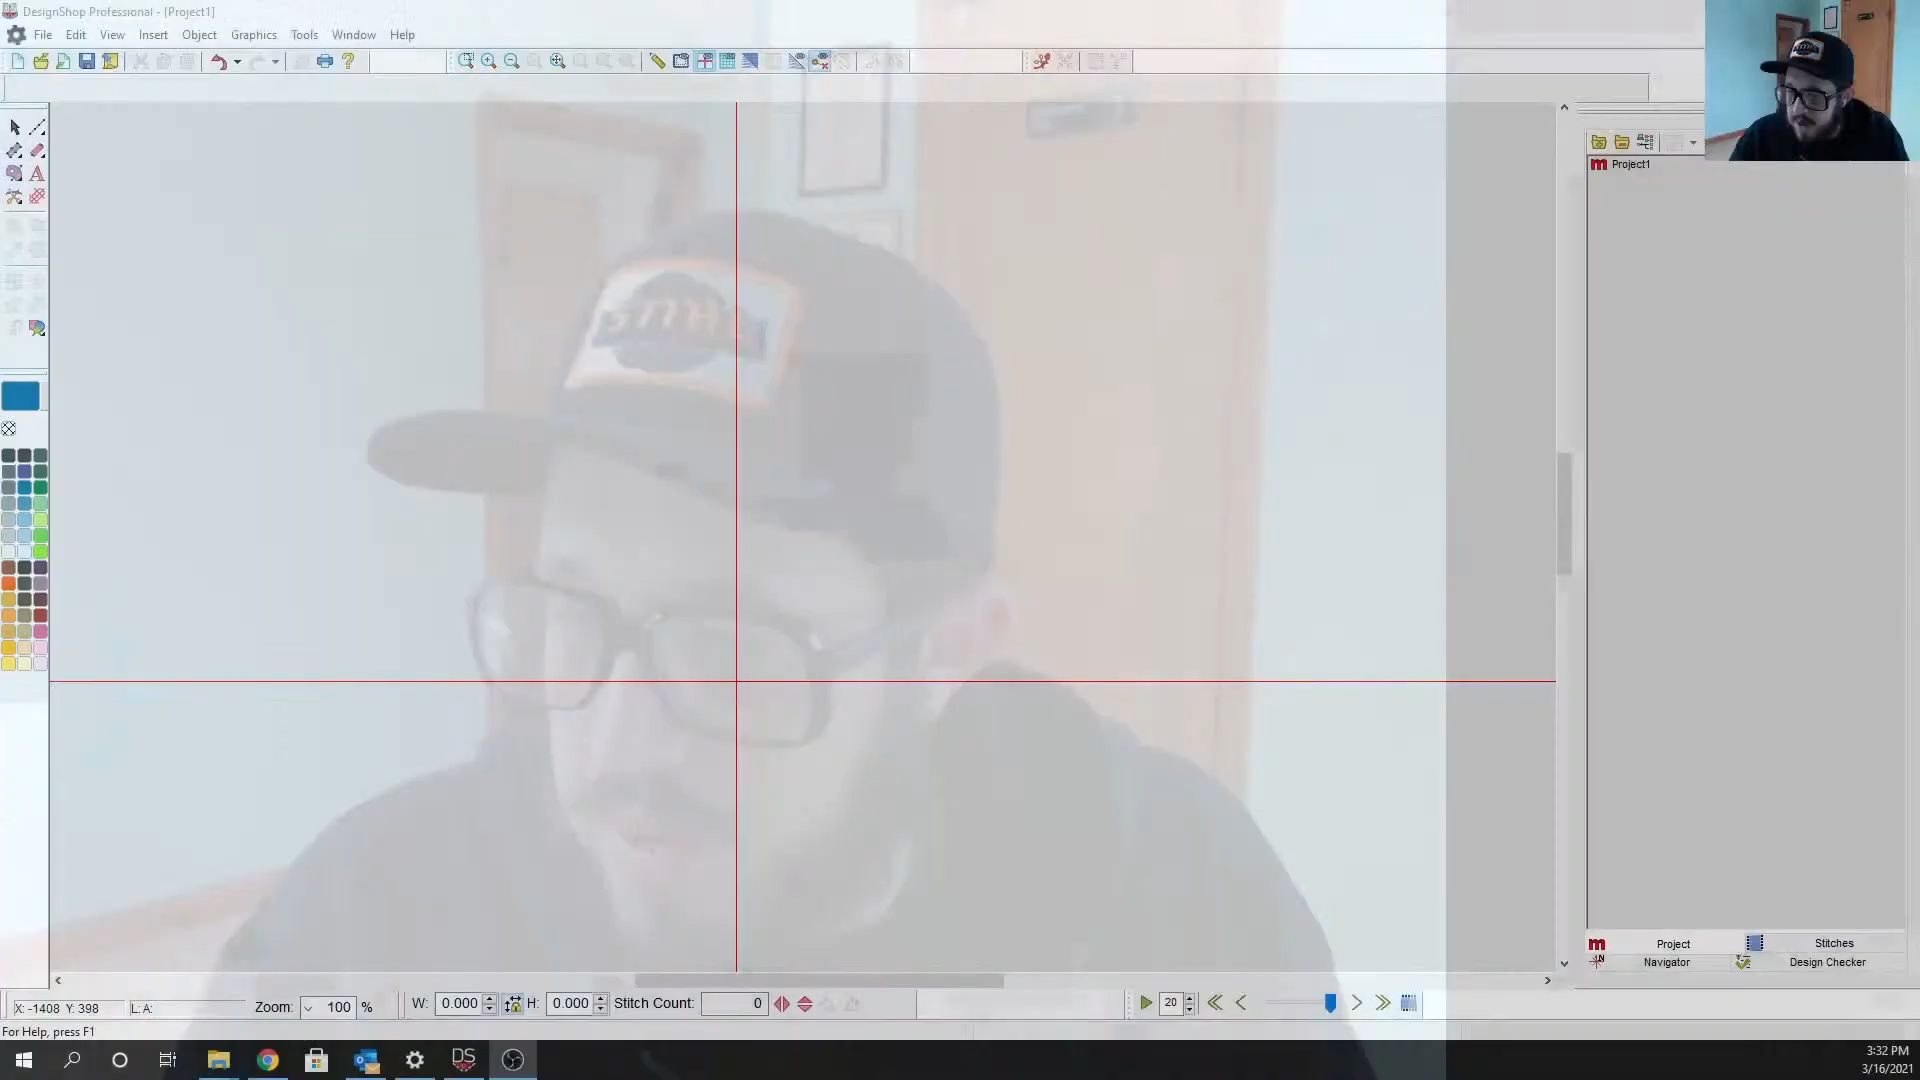 DesignShop Professional - [Project1]
File Edit View Insert Object Graphics Tools Window Help
Project1
Project Stitches
Navigator Design Checker
X: -1408 Y: 398 L: A: Zoom: 100 % W: 0.000 H: 0.000 Stitch Count: 0 20
For Help, press F1
DS
3:32 PM
3/16/2021